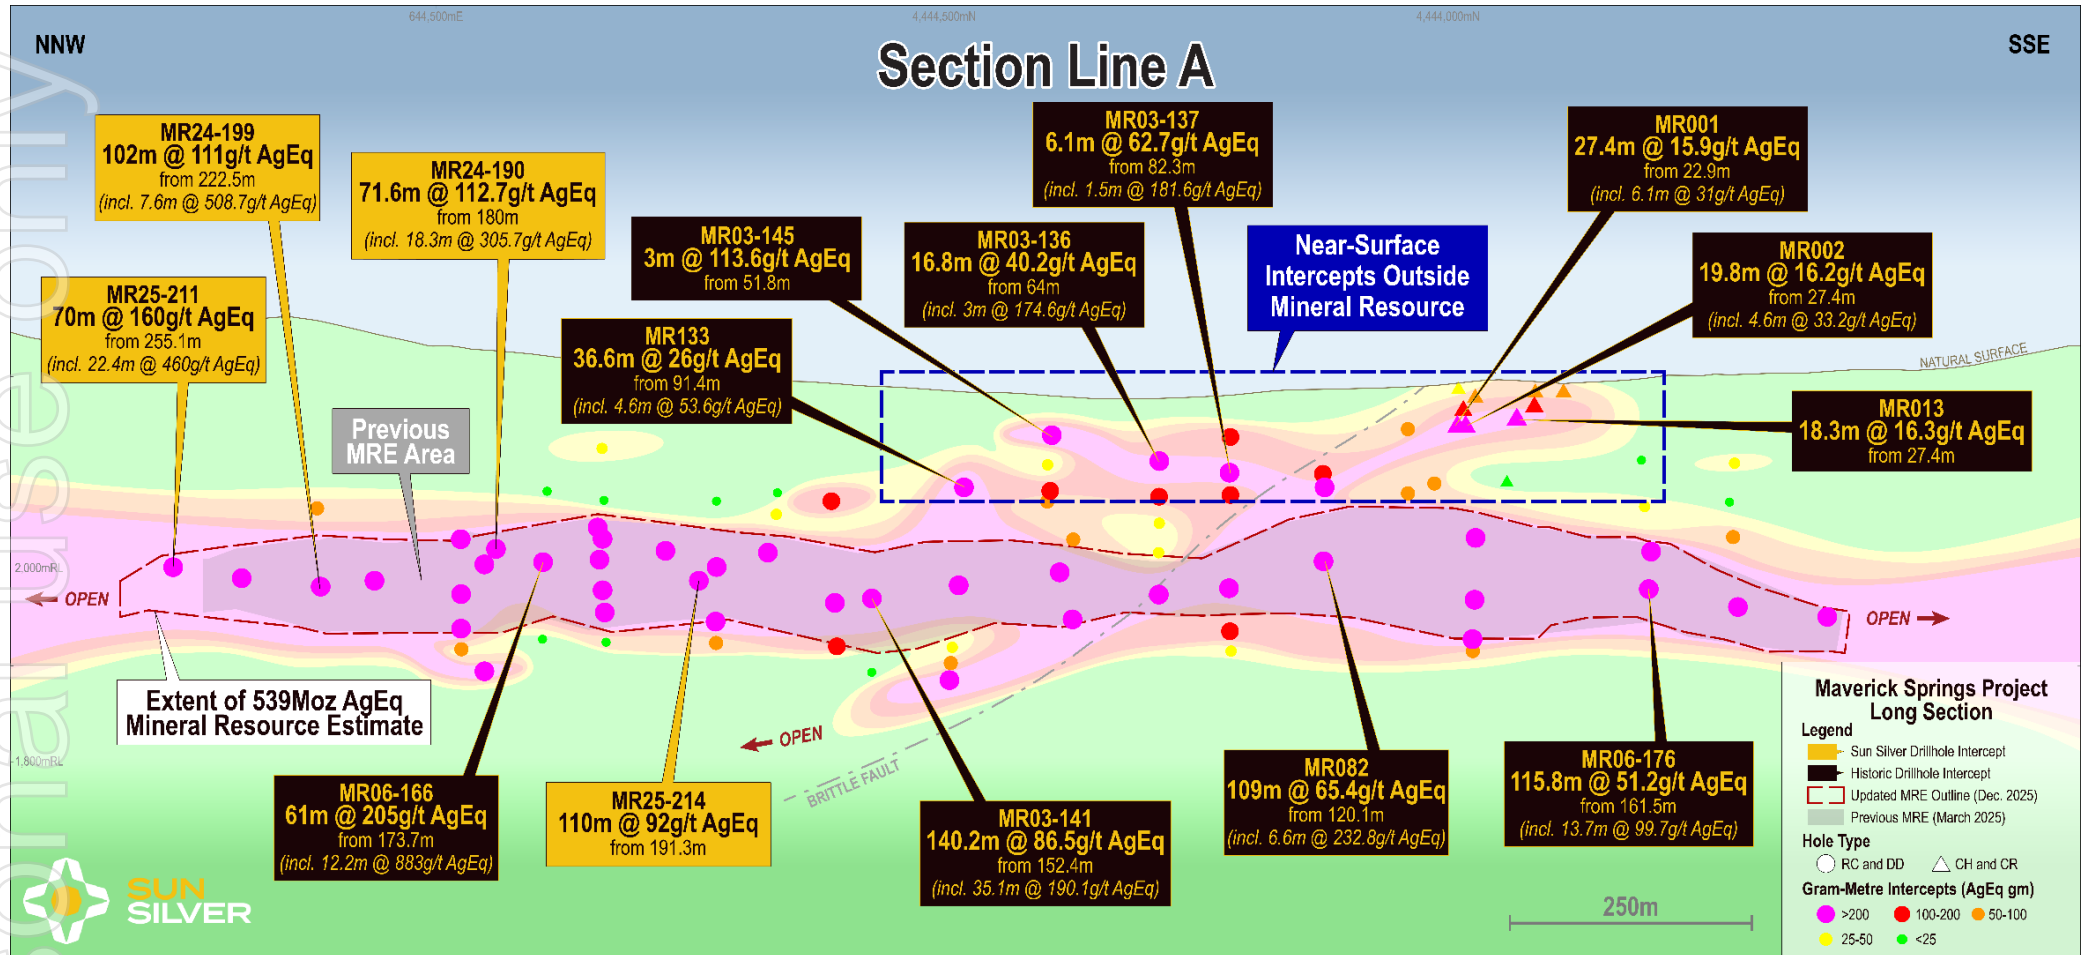 644,500mE
4,444,500mN
4,444,000mN
NNW
SSE
Section Line A
MR24-199
102m @ 111g/t AgEq
from 222.5m
(incl. 7.6m @ 508.7g/t AgEq)
MR24-190
71.6m @ 112.7g/t AgEq
from 180m
(incl. 18.3m @ 305.7g/t AgEq)
MR25-211
70m @ 160g/t AgEq
from 255.1m
(incl. 22.4m @ 460g/t AgEq)
MR03-145
3m @ 113.6g/t AgEq
from 51.8m
MR133
36.6m @ 26g/t AgEq
from 91.4m
(incl. 4.6m @ 53.6g/t AgEq)
MR03-136
16.8m @ 40.2g/t AgEq
from 64m
(incl. 3m @ 174.6g/t AgEq)
MR03-137
6.1m @ 62.7g/t AgEq
from 82.3m
(incl. 1.5m @ 181.6g/t AgEq)
Near-Surface
Intercepts Outside
Mineral Resource
MR001
27.4m @ 15.9g/t AgEq
from 22.9m
(incl. 6.1m @ 31g/t AgEq)
MR002
19.8m @ 16.2g/t AgEq
from 27.4m
(incl. 4.6m @ 33.2g/t AgEq)
NATURAL SURFACE
MR013
18.3m @ 16.3g/t AgEq
from 27.4m
Previous
MRE Area
2,000mRL
OPEN
OPEN
Extent of 539Moz AgEq
Mineral Resource Estimate
OPEN
BRITTLE FAULT
1,800mRL
MR06-166
61m @ 205g/t AgEq
from 173.7m
(incl. 12.2m @ 883g/t AgEq)
MR25-214
110m @ 92g/t AgEq
from 191.3m
MR03-141
140.2m @ 86.5g/t AgEq
from 152.4m
(incl. 35.1m @ 190.1g/t AgEq)
MR082
109m @ 65.4g/t AgEq
from 120.1m
(incl. 6.6m @ 232.8g/t AgEq)
MR06-176
115.8m @ 51.2g/t AgEq
from 161.5m
(incl. 13.7m @ 99.7g/t AgEq)
Maverick Springs Project
Long Section
Legend
Sun Silver Drillhole Intercept
Historic Drillhole Intercept
Updated MRE Outline (Dec. 2025)
Previous MRE (March 2025)
Hole Type
RC and DD
CH and CR
Gram-Metre Intercepts (AgEq gm)
>200
100-200
50-100
25-50
<25
250m
SUN
SILVER
sonal use only